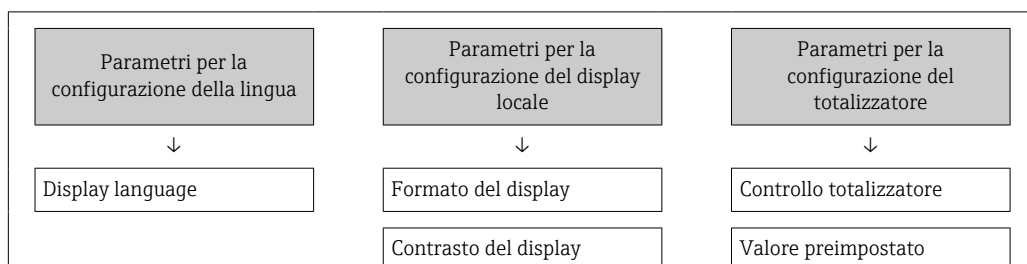 Parametri per la
configurazione della lingua
Parametri per la
configurazione del display
locale
Parametri per la
configurazione del
totalizzatore
↓
↓
↓
Display language
Formato del display
Controllo totalizzatore
Contrasto del display
Valore preimpostato